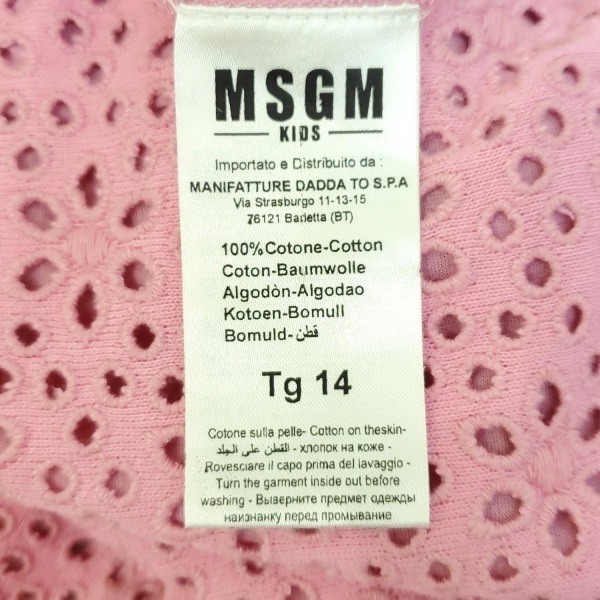 MSGM
KIDS
Importato e Distribuito da :
MANIFATTURE DADDA TO S.P.A
Via Strasburgo 11-13-15
76121 Barletta (BT)
100%Cotone-Cotton
Coton-Baumwolle
Algodòn-Algodao
Kotoen-Bomull
Bomuld-قطن
Tg 14
Cotone sulla pelle- Cotton on theskin-
القطن على الجلد - хлопок на коже -
Rovesciare il capo prima del lavaggio -
Turn the garment inside out before
washing - Выверните предмет одежды
наизнанку перед промывание